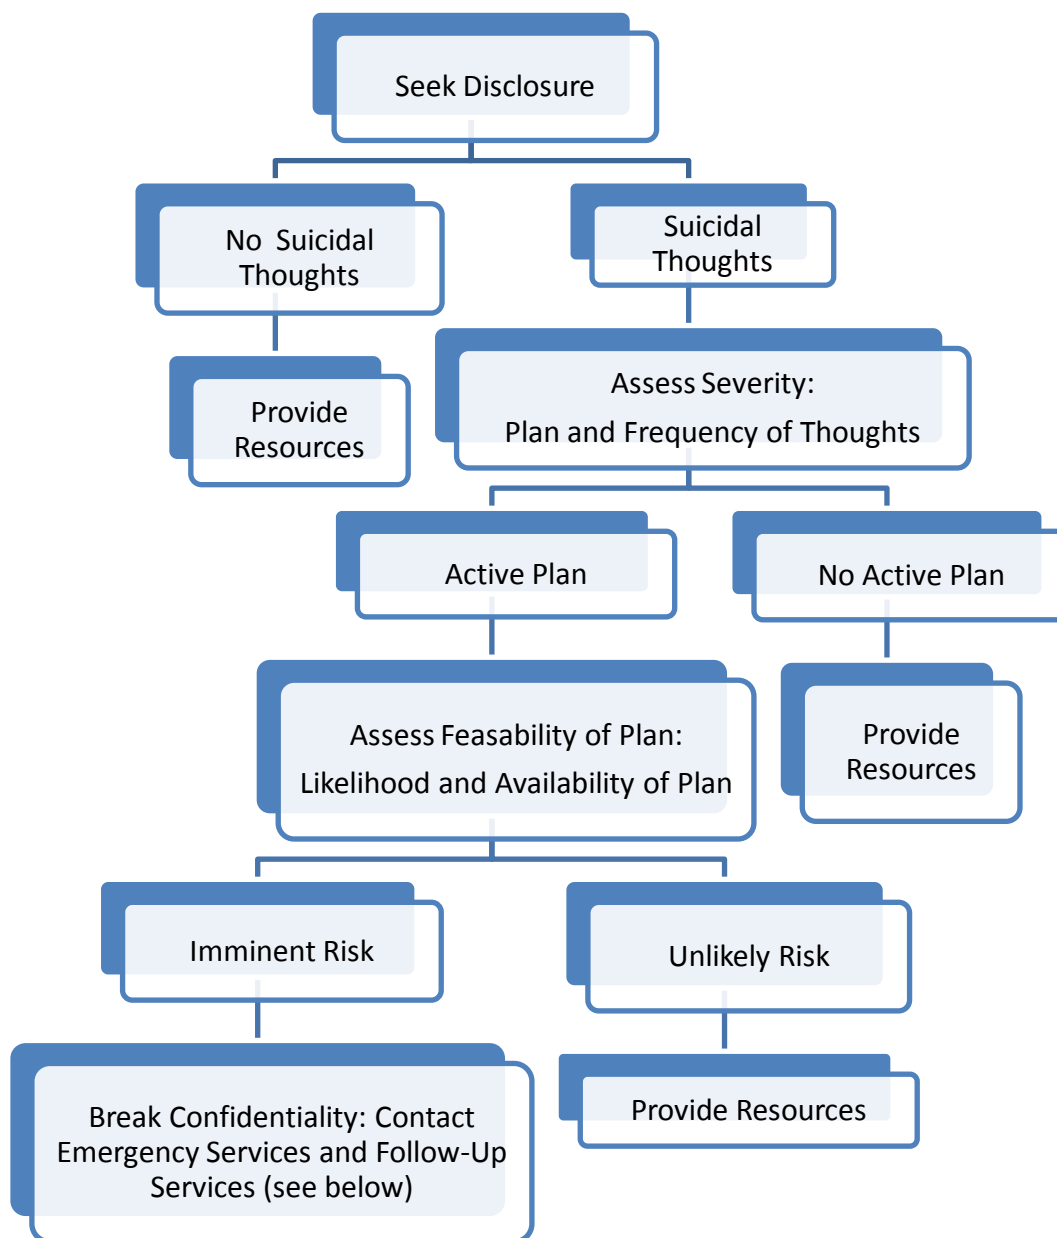 Seek Disclosure
No Suicidal
Thoughts
Suicidal
Thoughts
Provide
Resources
Assess Severity:
Plan and Frequency of Thoughts
Active Plan
No Active Plan
Assess Feasability of Plan:
Likelihood and Availability of Plan
Provide
Resources
Imminent Risk
Unlikely Risk
Break Confidentiality: Contact
Emergency Services and Follow-Up
Services (see below)
Provide Resources